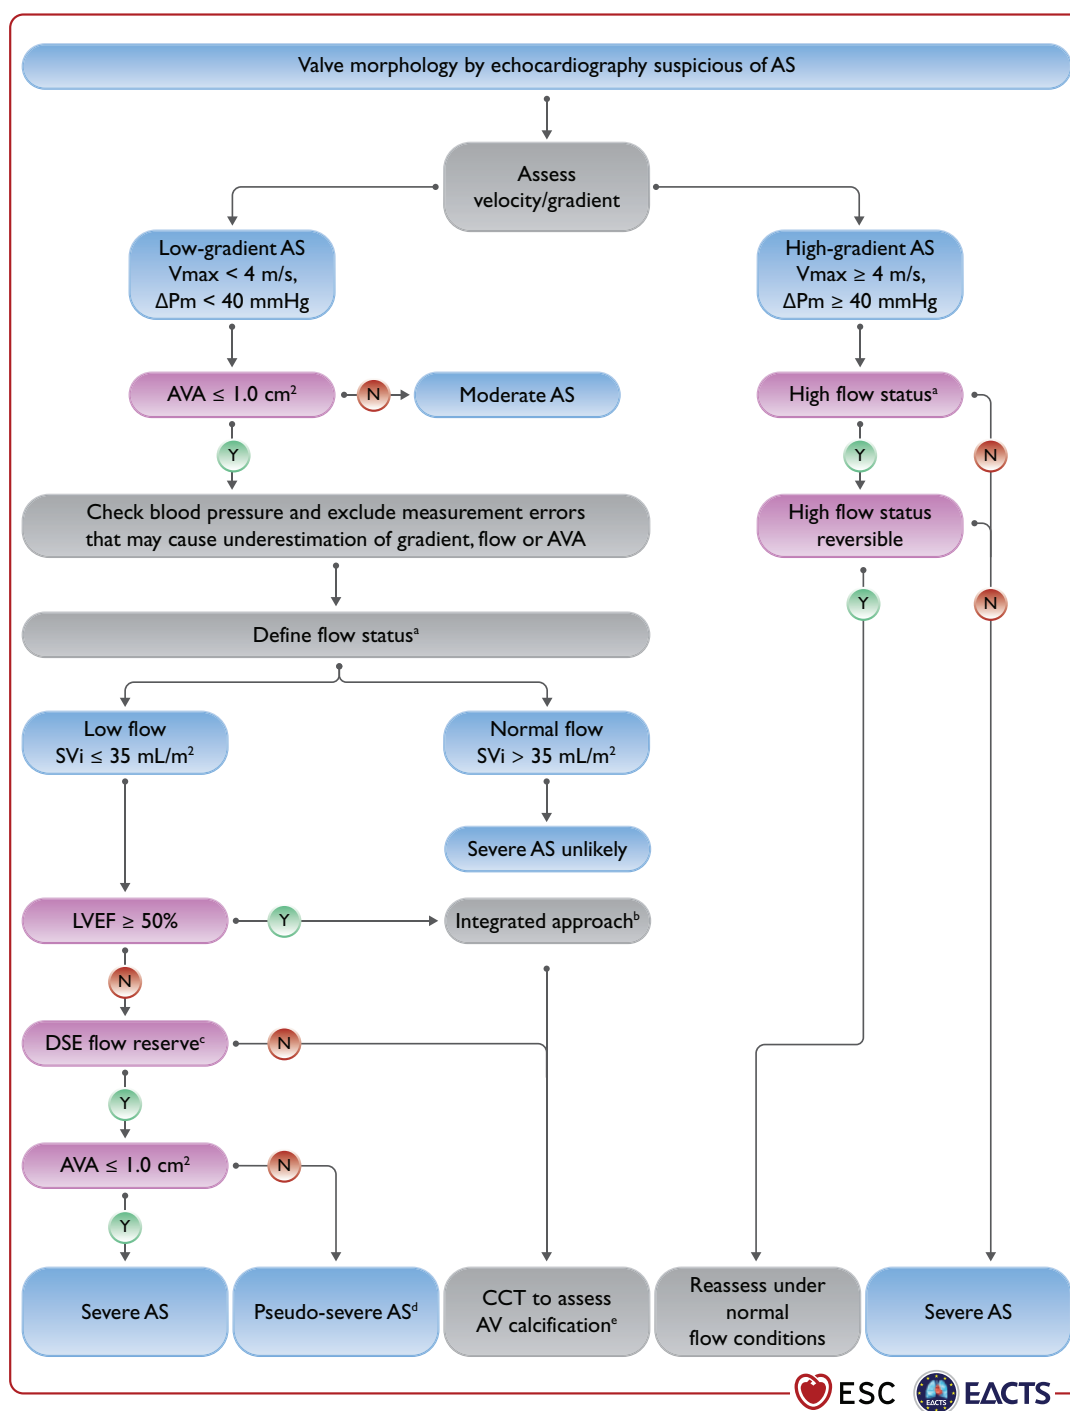 Valve morphology by echocardiography suspicious of AS
Assess
velocity/gradient
Low-gradient AS
Vmax < 4 m/s,
ΔPm < 40 mmHg
High-gradient AS
Vmax ≥ 4 m/s,
ΔPm ≥ 40 mmHg
AVA ≤ 1.0 cm²
N
Moderate AS
High flow statusᵃ
Y
Y
N
Check blood pressure and exclude measurement errors
that may cause underestimation of gradient, flow or AVA
High flow status
reversible
Y
N
Define flow statusᵃ
Low flow
SVi ≤ 35 mL/m²
Normal flow
SVi > 35 mL/m²
Severe AS unlikely
LVEF ≥ 50%
Y
Integrated approachᵇ
N
DSE flow reserveᶜ
N
Y
AVA ≤ 1.0 cm²
N
Y
Severe AS
Pseudo-severe ASᵈ
CCT to assess
AV calcificationᵉ
Reassess under
normal
flow conditions
Severe AS
ESC
EACTS
EACTS